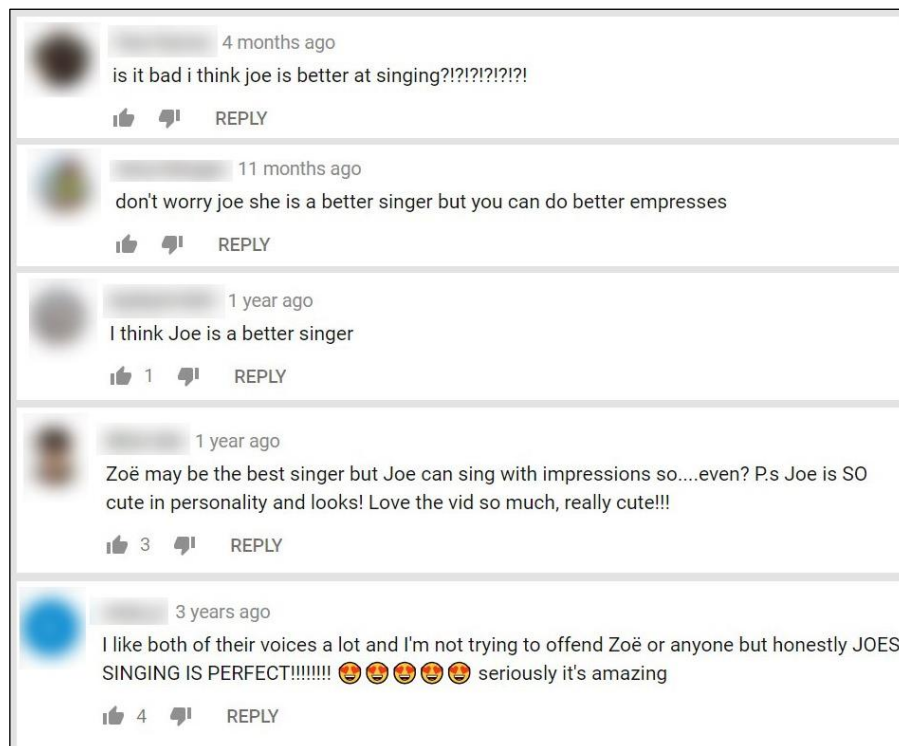 4 months ago
is it bad i think joe is better at singing?!?!?!?!?!?!
REPLY
11 months ago
don't worry joe she is a better singer but you can do better empresses
REPLY
1 year ago
I think Joe is a better singer
1 REPLY
1 year ago
Zoë may be the best singer but Joe can sing with impressions so....even? P.s Joe is SO
cute in personality and looks! Love the vid so much, really cute!!!
3 REPLY
3 years ago
I like both of their voices a lot and I'm not trying to offend Zoë or anyone but honestly JOES
SINGING IS PERFECT!!!!!!!! 😍😍😍😍😍 seriously it's amazing
4 REPLY